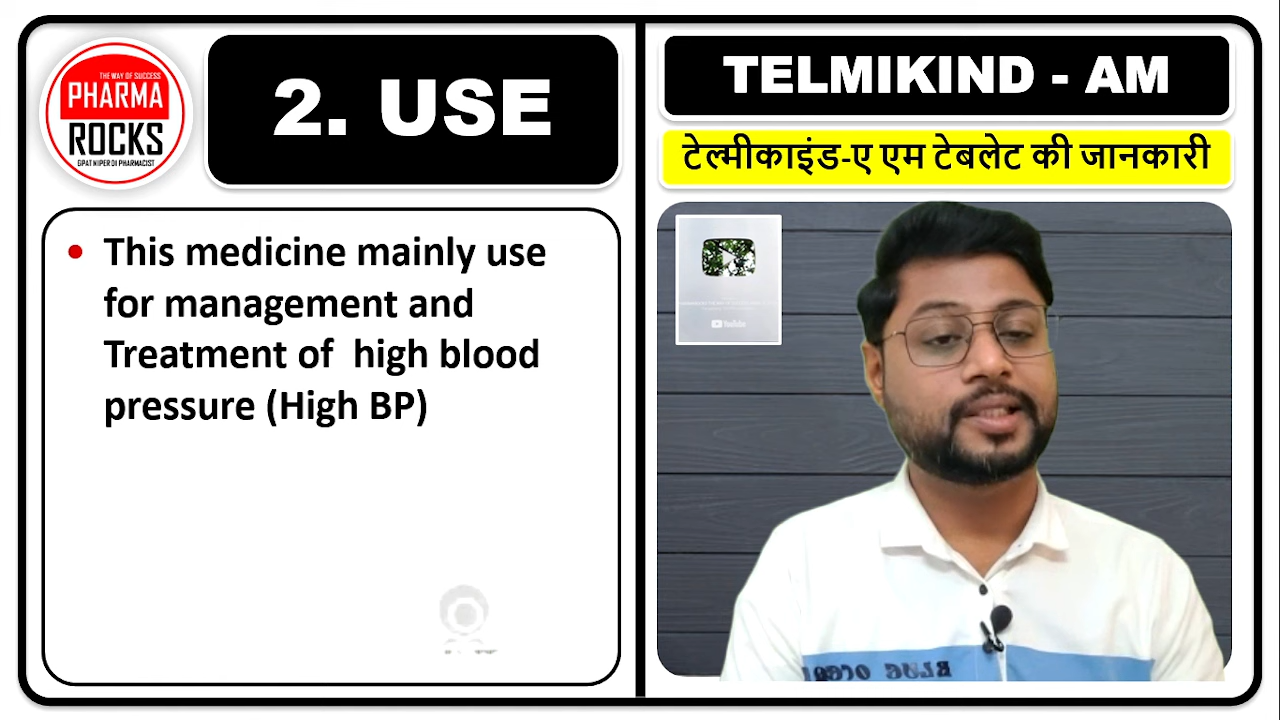 THE WAY OF SUCCESS
PHARMA
ROCKS
GPAT NIPER DI PHARMACIST
2. USE
• This medicine mainly use
for management and
Treatment of  high blood
pressure (High BP)
TELMIKIND - AM
टेल्मीकाइंड-ए एम टेबलेट की जानकारी
YouTube